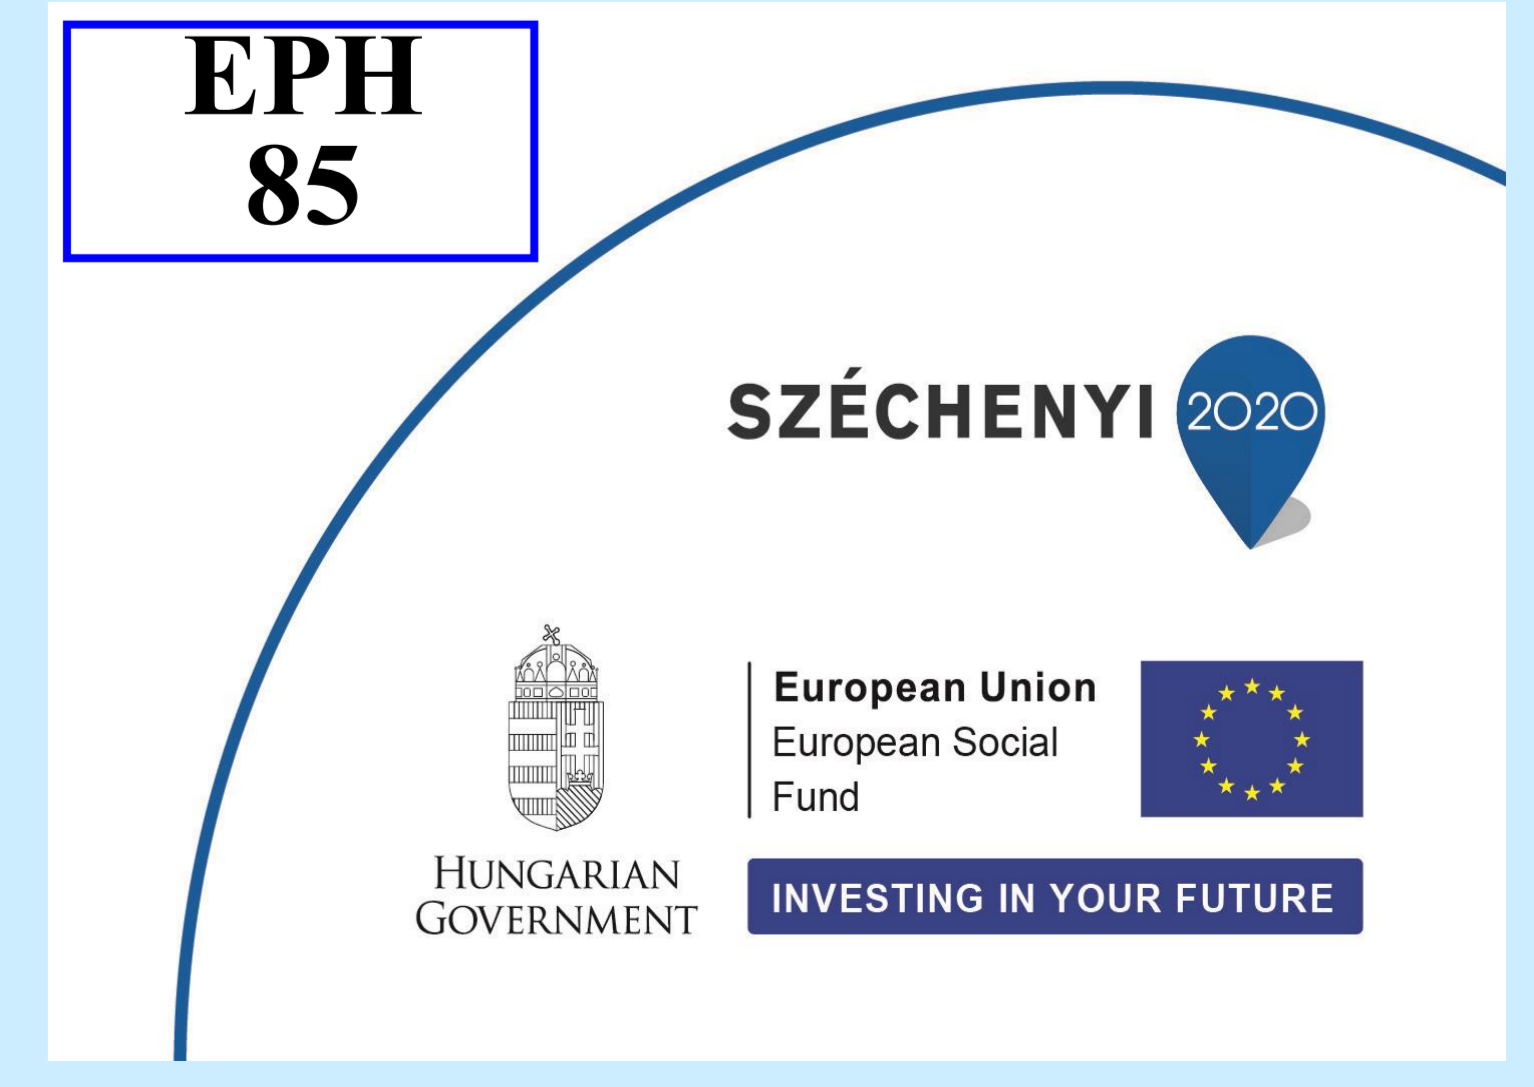 EPH
85
SZÉCHENYI 2020
European Union
European Social
Fund
HUNGARIAN
GOVERNMENT
INVESTING IN YOUR FUTURE